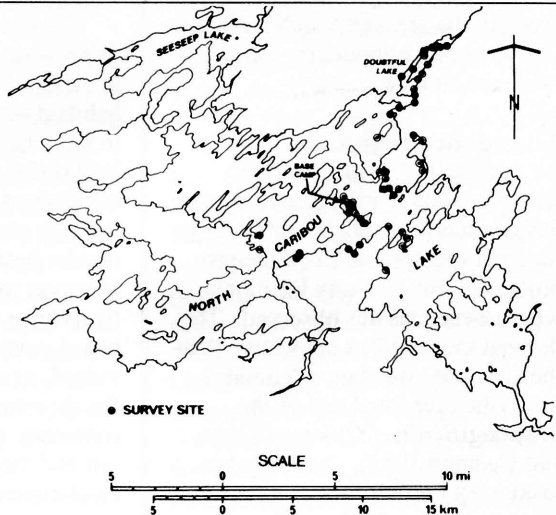 SEESEEP LAKE
DOUBTFUL
LAKE
N
BASE
CAMP
CARIBOU
LAKE
NORTH
SURVEY SITE
SCALE
5 0 5 10 mi
5 0 5 10 15 km